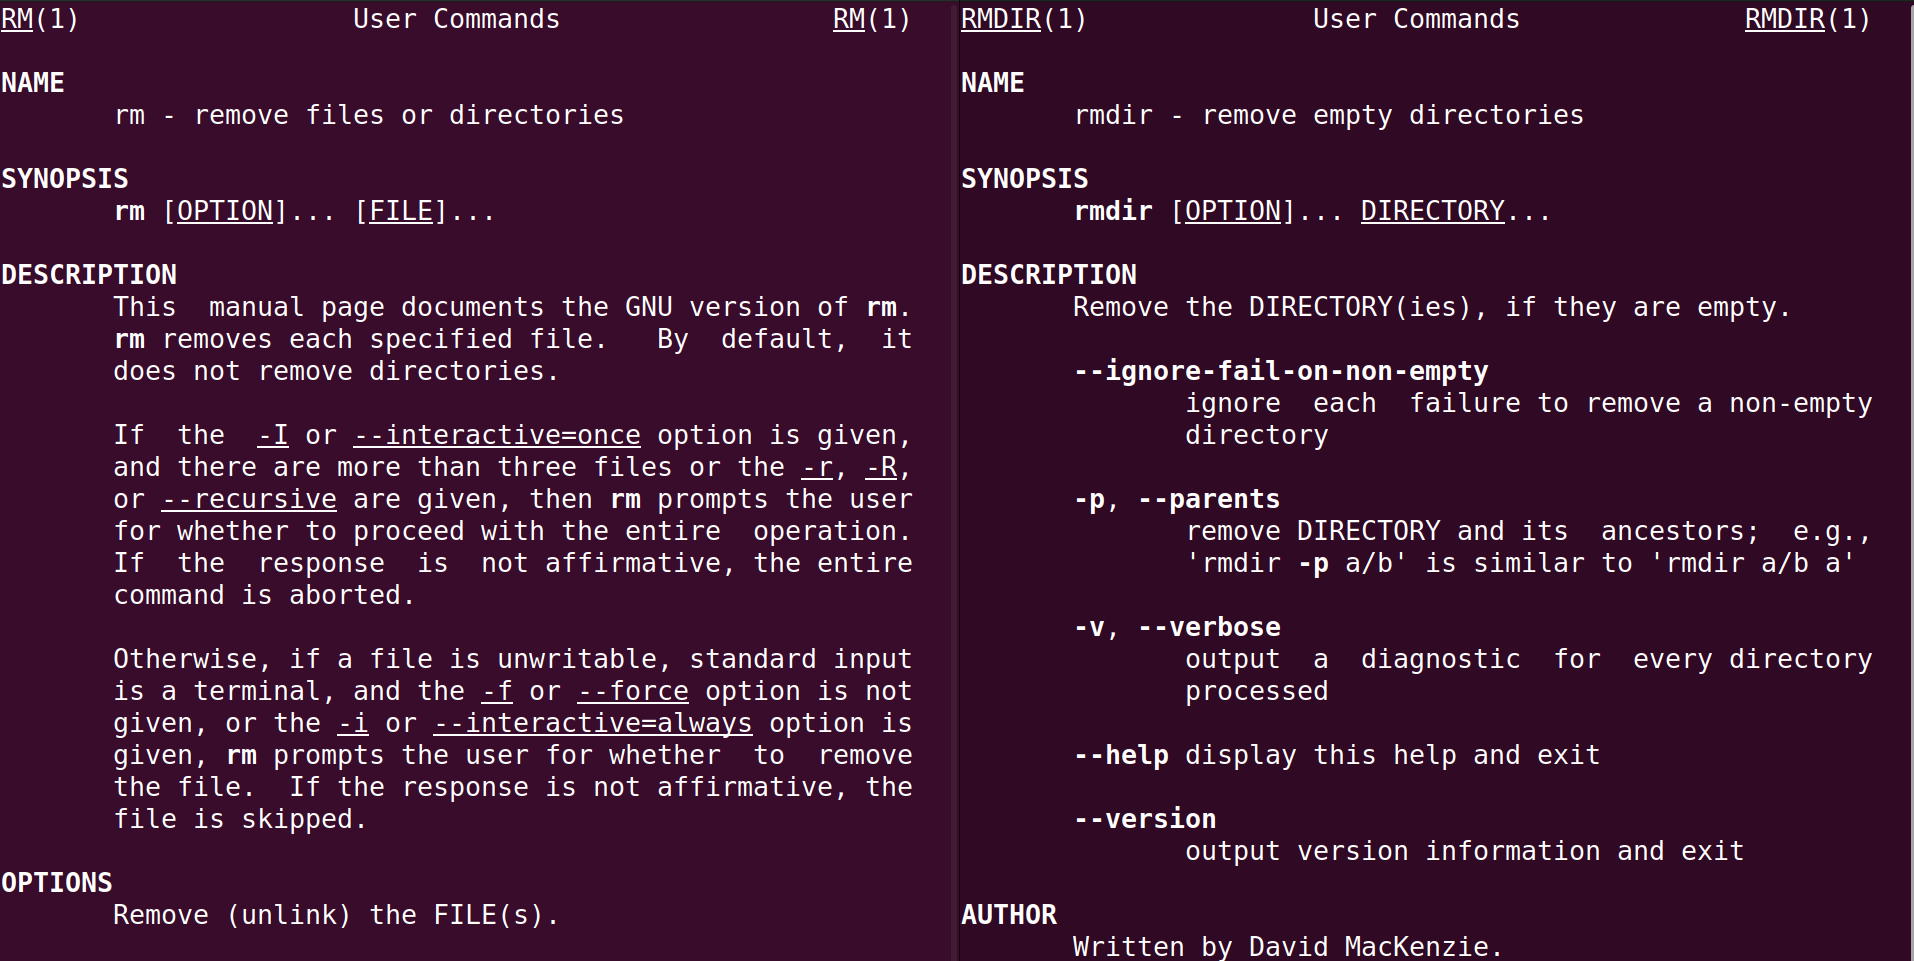 RM(1) User Commands RM(1)
NAME
rm - remove files or directories
SYNOPSIS
rm [OPTION]... [FILE]...
DESCRIPTION
This manual page documents the GNU version of rm.
rm removes each specified file. By default, it
does not remove directories.
If the -I or --interactive=once option is given,
and there are more than three files or the -r, -R,
or --recursive are given, then rm prompts the user
for whether to proceed with the entire operation.
If the response is not affirmative, the entire
command is aborted.
Otherwise, if a file is unwritable, standard input
is a terminal, and the -f or --force option is not
given, or the -i or --interactive=always option is
given, rm prompts the user for whether to remove
the file. If the response is not affirmative, the
file is skipped.
OPTIONS
Remove (unlink) the FILE(s).
RMDIR(1) User Commands RMDIR(1)
NAME
rmdir - remove empty directories
SYNOPSIS
rmdir [OPTION]... DIRECTORY...
DESCRIPTION
Remove the DIRECTORY(ies), if they are empty.
--ignore-fail-on-non-empty
ignore each failure to remove a non-empty
directory
-p, --parents
remove DIRECTORY and its ancestors; e.g.,
'rmdir -p a/b' is similar to 'rmdir a/b a'
-v, --verbose
output a diagnostic for every directory
processed
--help display this help and exit
--version
output version information and exit
AUTHOR
Written by David MacKenzie.